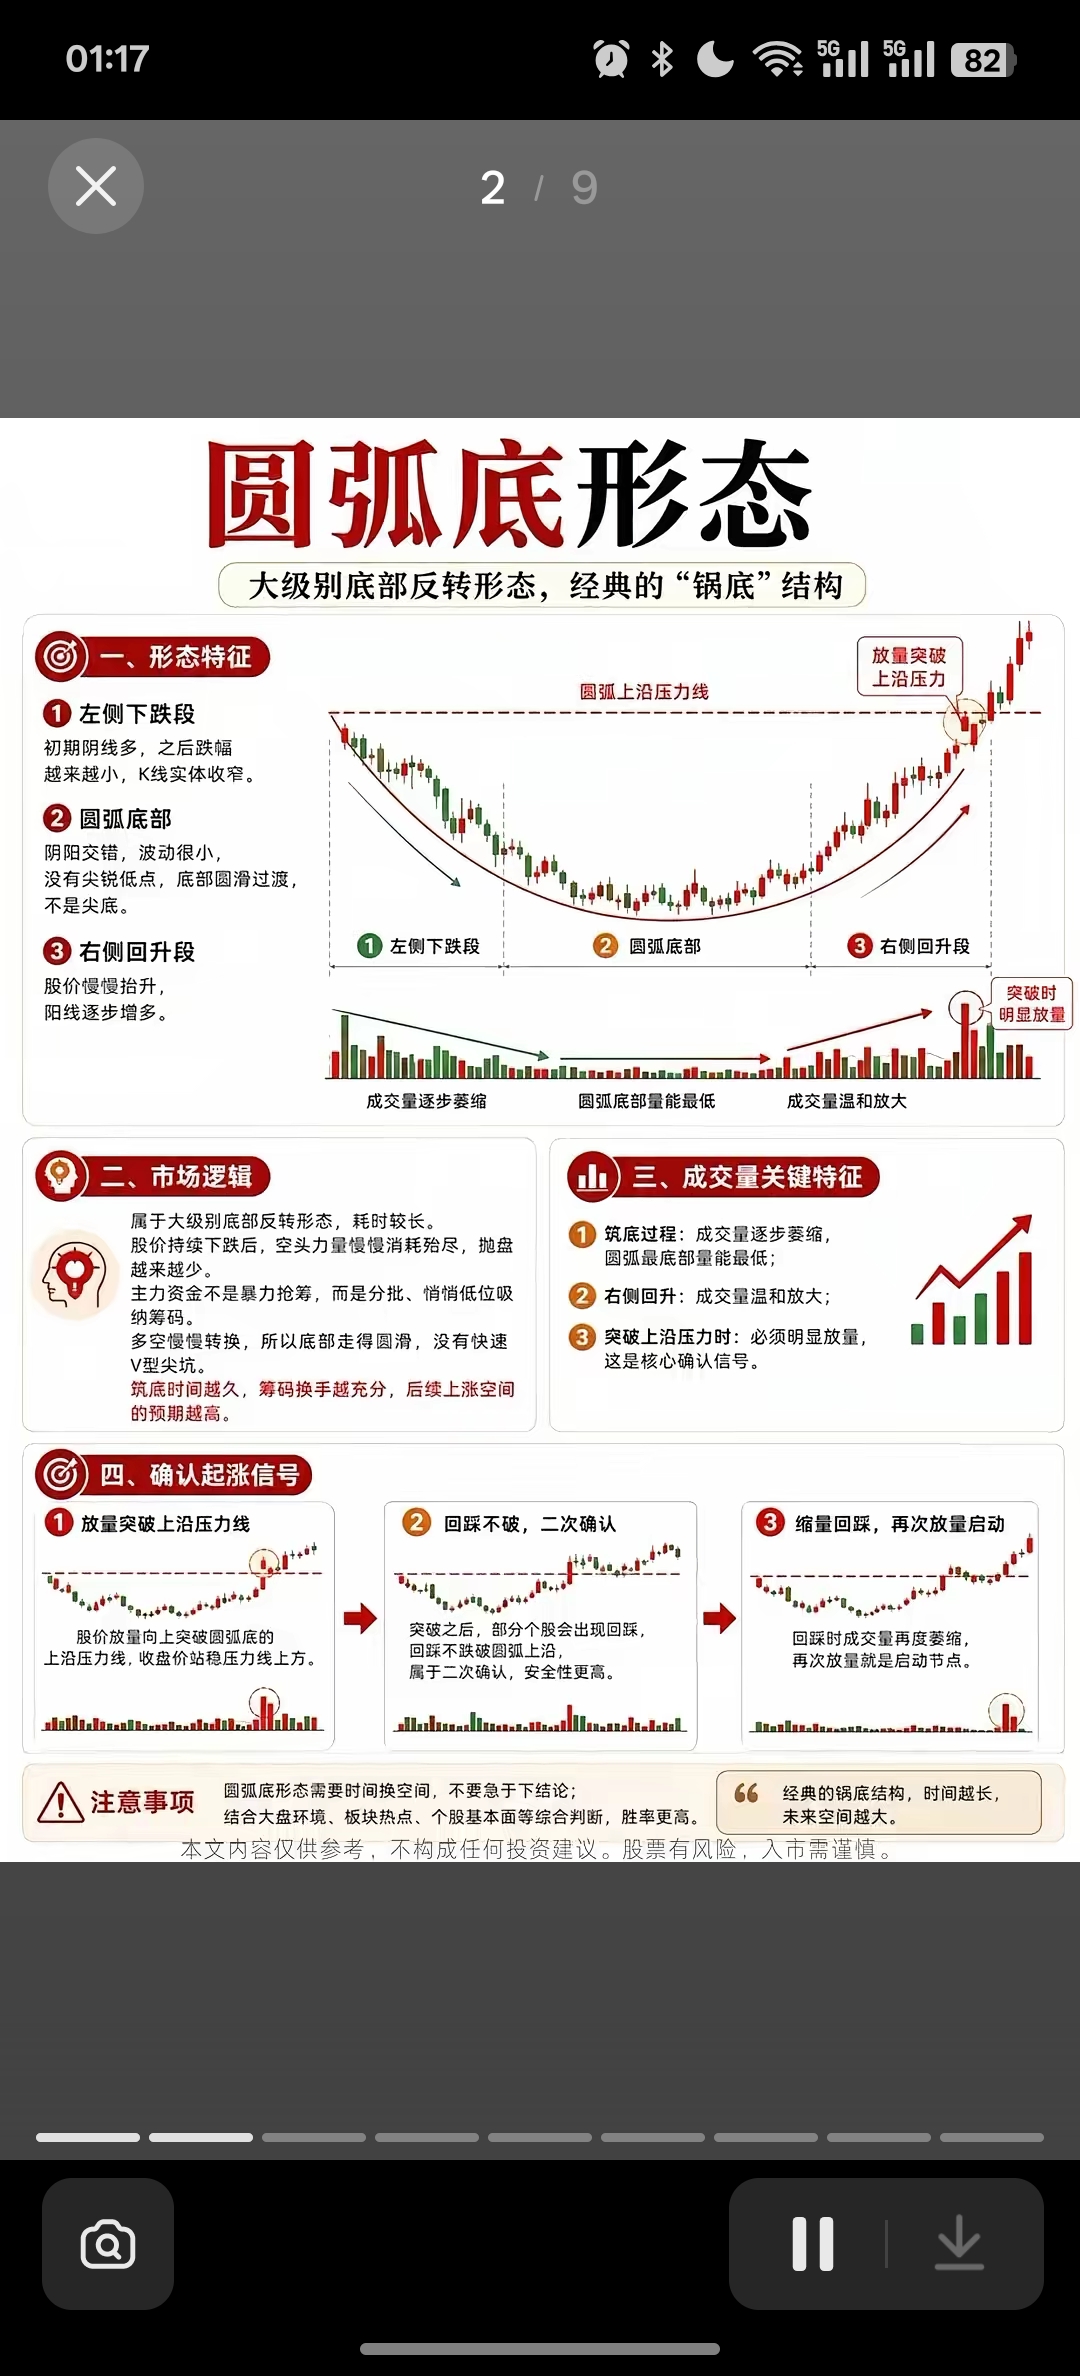 01:17
5G
5G
82
2 / 9
圆弧底形态
大级别底部反转形态，经典的“锅底”结构
一、形态特征
1 左侧下跌段
初期阴线多，之后跌幅
越来越小，K线实体收窄。
2 圆弧底部
阴阳交错，波动很小，
没有尖锐低点，底部圆滑过渡，
不是尖底。
3 右侧回升段
股价慢慢抬升，
阳线逐步增多。
圆弧上沿压力线
放量突破
上沿压力
1 左侧下跌段
2 圆弧底部
3 右侧回升段
突破时
明显放量
成交量逐步萎缩
圆弧底部量能最低
成交量温和放大
二、市场逻辑
属于大级别底部反转形态，耗时较长。
股价持续下跌后，空头力量慢慢消耗殆尽，抛盘
越来越少。
主力资金不是暴力抢筹，而是分批、悄悄低位吸
纳筹码。
多空慢慢转换，所以底部走得圆滑，没有快速
V型尖坑。
筑底时间越久，筹码换手越充分，后续上涨空间
的预期越高。
三、成交量关键特征
1 筑底过程：成交量逐步萎缩，
圆弧最底部量能最低；
2 右侧回升：成交量温和放大；
3 突破上沿压力时：必须明显放量，
这是核心确认信号。
四、确认起涨信号
1 放量突破上沿压力线
股价放量向上突破圆弧底的
上沿压力线，收盘价站稳压力线上方。
2 回踩不破，二次确认
突破之后，部分个股会出现回踩，
回踩不跌破圆弧上沿，
属于二次确认，安全性更高。
3 缩量回踩，再次放量启动
回踩时成交量再度萎缩，
再次放量就是启动节点。
注意事项
圆弧底形态需要时间换空间，不要急于下结论；
结合大盘环境、板块热点、个股基本面等综合判断，胜率更高。
“ 经典的锅底结构，时间越长，
未来空间越大。
本文内容仅供参考，不构成任何投资建议。股票有风险，入市需谨慎。